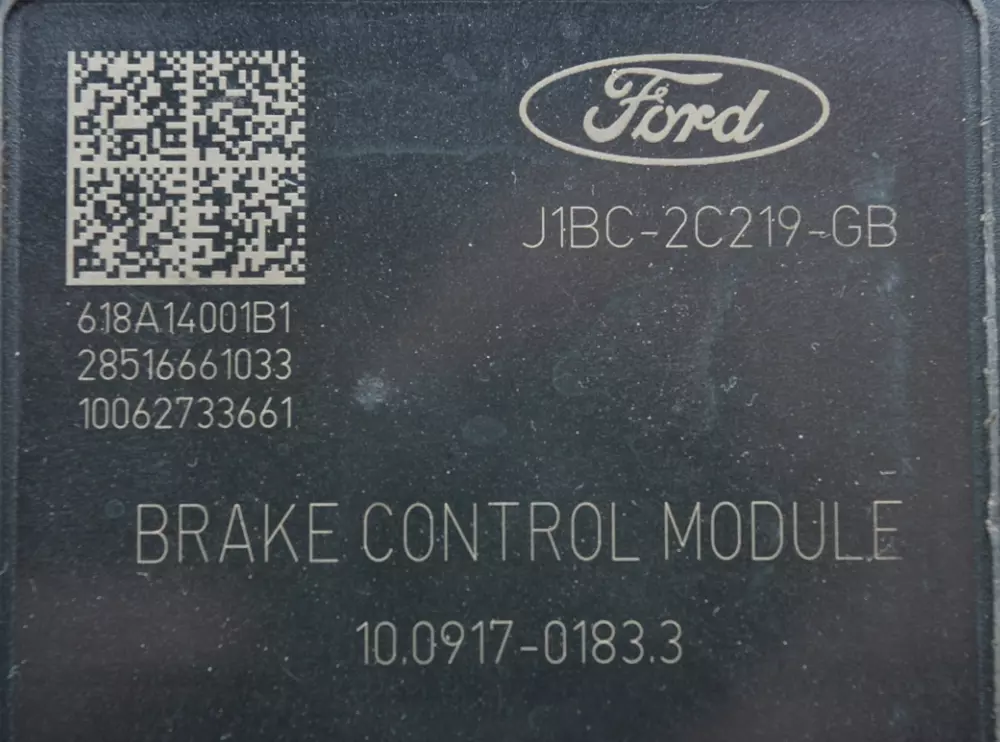 Ford
J1BC-2C219-GB
618A14001B1
28516661033
10062733661
BRAKE CONTROL MODULE
10.0917-0183.3